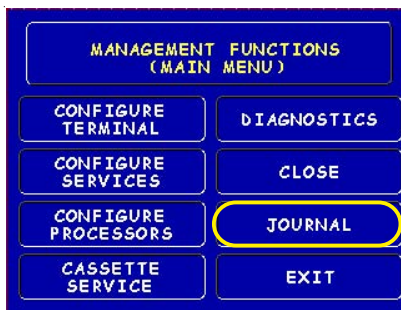 MANAGEMENT FUNCTIONS
(MAIN MENU)
CONFIGURE
TERMINAL
DIAGNOSTICS
CONFIGURE
SERVICES
CLOSE
CONFIGURE
PROCESSORS
JOURNAL
CASSETTE
SERVICE
EXIT